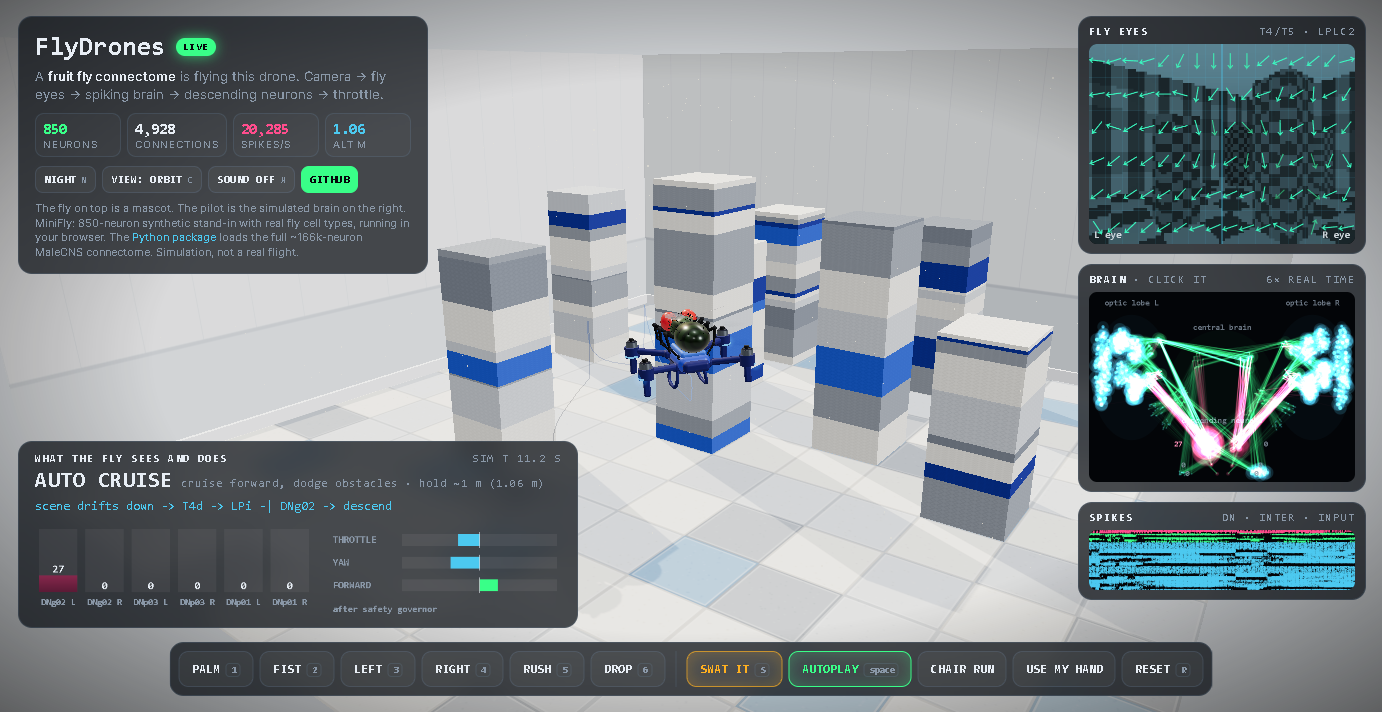 FlyDrones LIVE
A fruit fly connectome is flying this drone. Camera → fly
eyes → spiking brain → descending neurons → throttle.
850 4,928 20,285 1.06
NEURONS CONNECTIONS SPIKES/S ALT M
NIGHT N VIEW: ORBIT C SOUND OFF GITHUB
The fly on top is a mascot. The pilot is the simulated brain on the right.
MiniFly: 850-neuron synthetic stand-in with real fly cell types, running in
your browser. The Python package loads the full ~166k-neuron
MaleCNS connectome. Simulation, not a real flight.
FLY EYES T4/T5 · LPLC2
L eye R eye
BRAIN · CLICK IT 6× REAL TIME
optic lobe L optic lobe R
central brain
27 0
SPIKES DN · INTER · INPUT
WHAT THE FLY SEES AND DOES SIM T 11.2 S
AUTO CRUISE cruise forward, dodge obstacles · hold ~1 m (1.06 m)
scene drifts down -> T4d -> LPi -| DNg02 -> descend
27 0 0 0 0 0
DNg02 L DNg02 R DNp03 L DNp03 R DNp01 L DNp01 R
THROTTLE
YAW
FORWARD
after safety governor
PALM 1 FIST 2 LEFT 3 RIGHT 4 RUSH 5 DROP 6 SWAT IT S AUTOPLAY space CHAIR RUN USE MY HAND RESET R